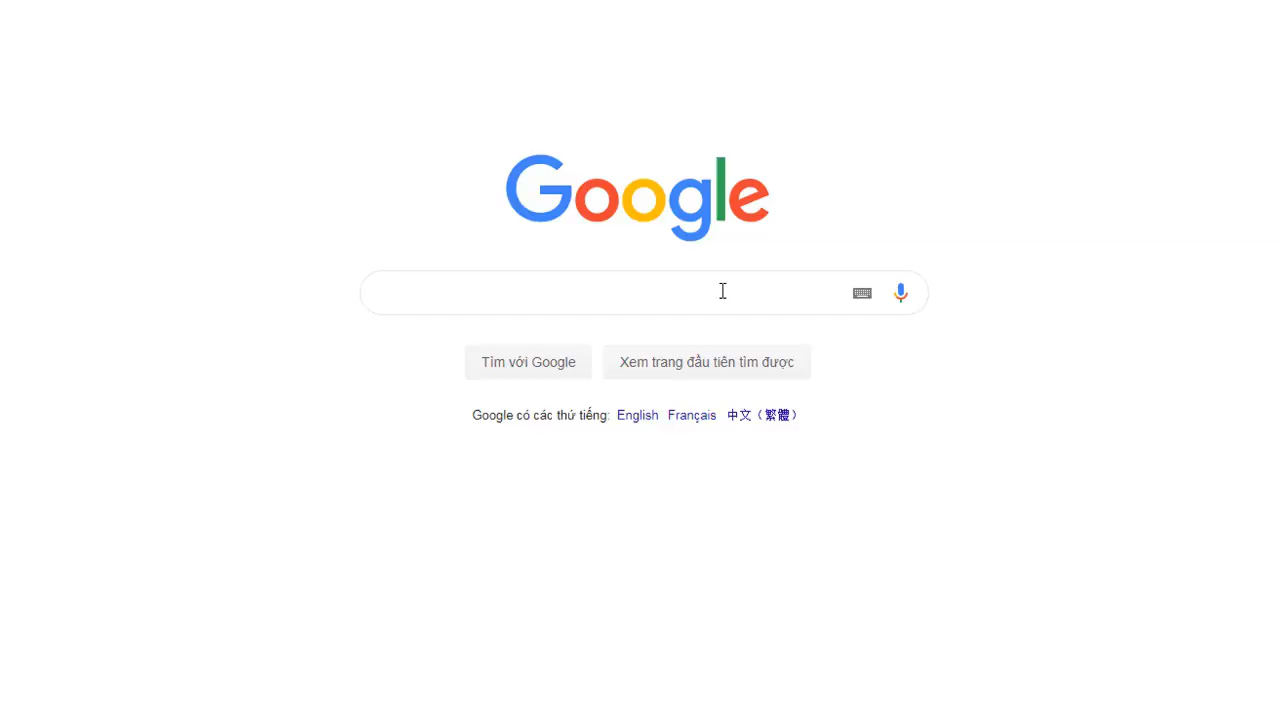 Google
Tìm với Google
Xem trang đầu tiên tìm được
Google có các thứ tiếng: English Français 中文（繁體）